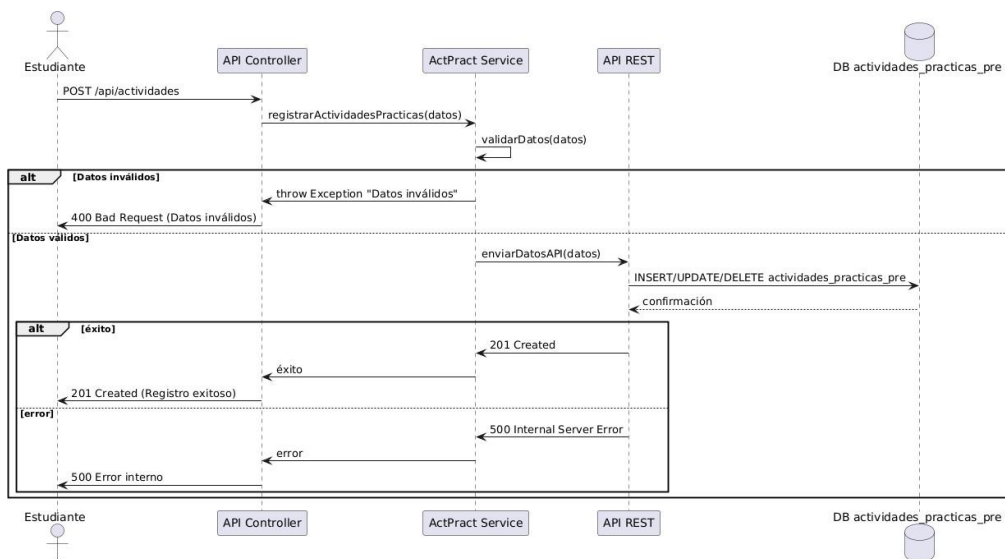 Estudiante
API Controller
ActPract Service
API REST
DB actividades_practicas_pre
POST /api/actividades
registrarActividadesPracticas(datos)
validarDatos(datos)
alt [Datos inválidos]
throw Exception "Datos inválidos"
400 Bad Request (Datos inválidos)
[Datos válidos]
enviarDatosAPI(datos)
INSERT/UPDATE/DELETE actividades_practicas_pre
confirmación
alt [éxito]
201 Created
éxito
201 Created (Registro exitoso)
[error]
500 Internal Server Error
error
500 Error interno
Estudiante
API Controller
ActPract Service
API REST
DB actividades_practicas_pre